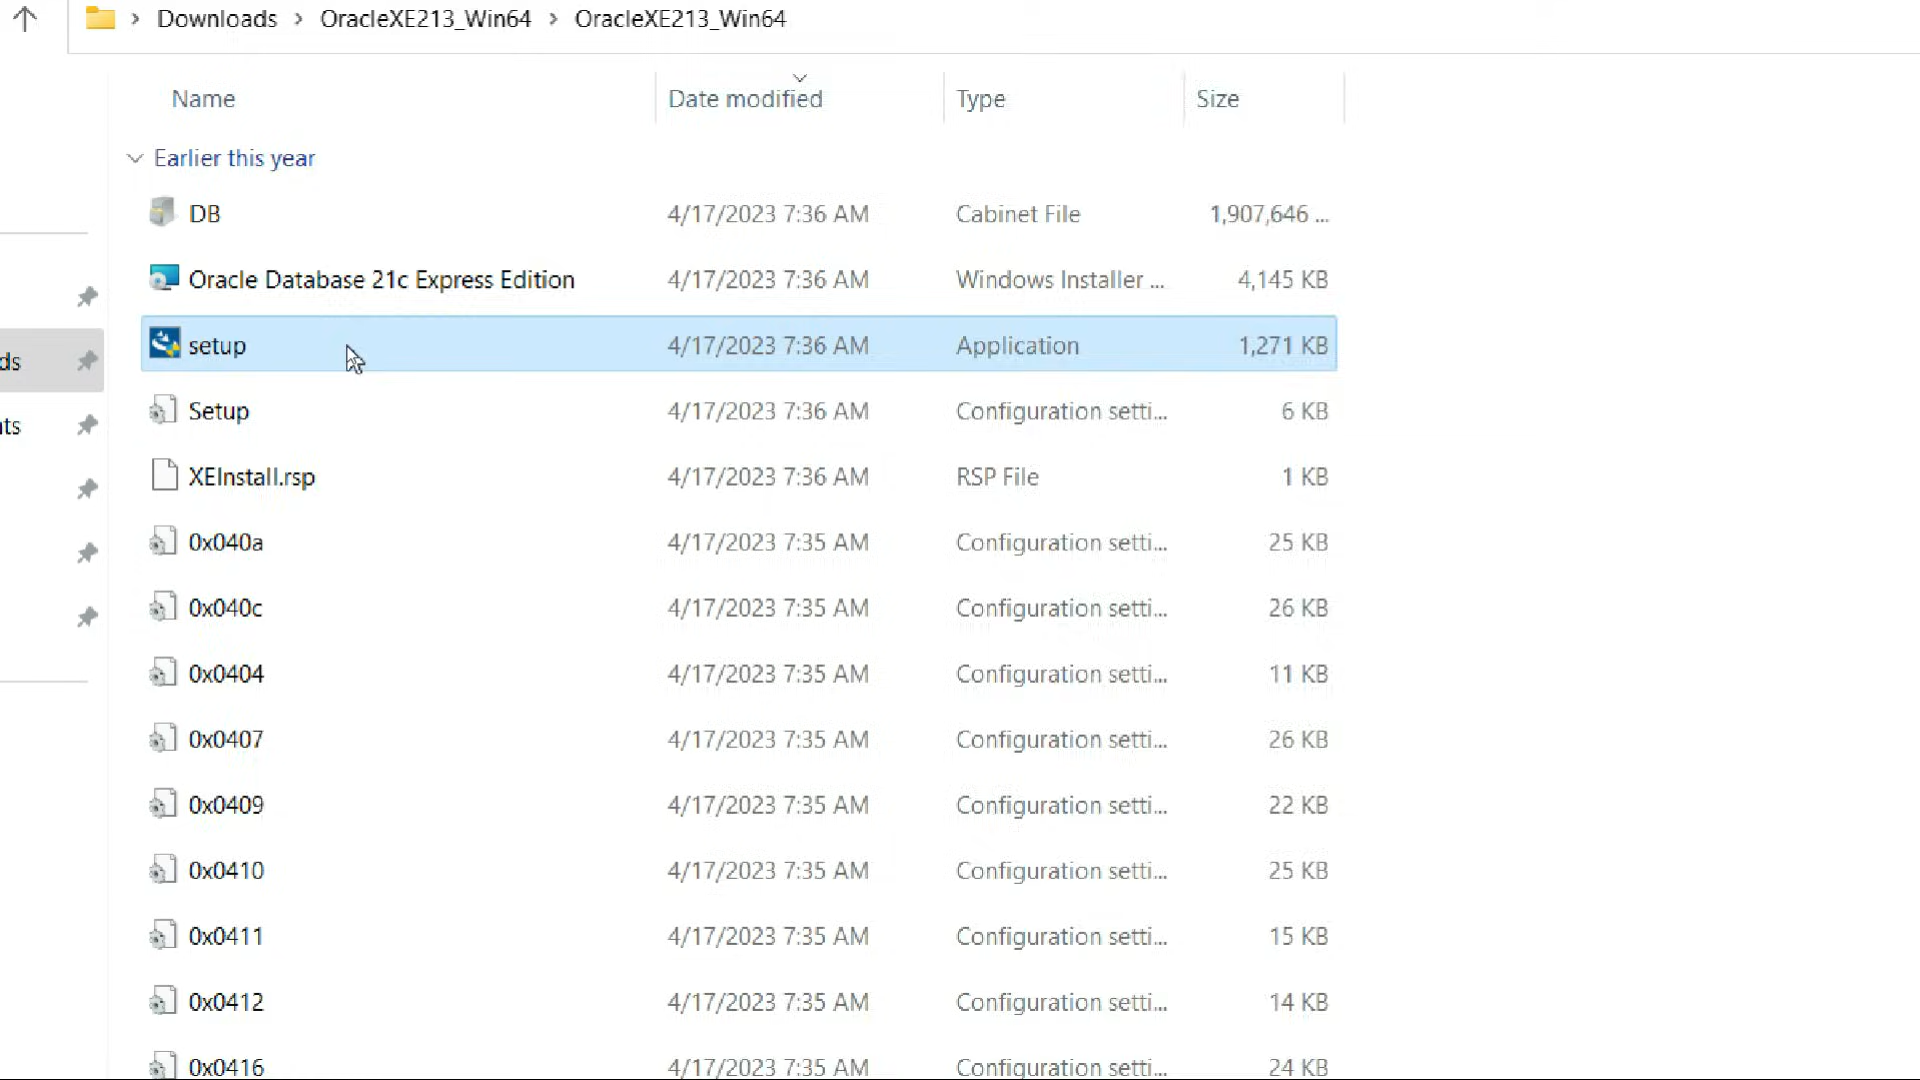 Downloads > OracleXE213_Win64 > OracleXE213_Win64
Name Date modified Type Size
Earlier this year
DB 4/17/2023 7:36 AM Cabinet File 1,907,646 ...
Oracle Database 21c Express Edition 4/17/2023 7:36 AM Windows Installer ... 4,145 KB
ds setup 4/17/2023 7:36 AM Application 1,271 KB
nts Setup 4/17/2023 7:36 AM Configuration setti... 6 KB
XEInstall.rsp 4/17/2023 7:36 AM RSP File 1 KB
0x040a 4/17/2023 7:35 AM Configuration setti... 25 KB
0x040c 4/17/2023 7:35 AM Configuration setti... 26 KB
0x0404 4/17/2023 7:35 AM Configuration setti... 11 KB
0x0407 4/17/2023 7:35 AM Configuration setti... 26 KB
0x0409 4/17/2023 7:35 AM Configuration setti... 22 KB
0x0410 4/17/2023 7:35 AM Configuration setti... 25 KB
0x0411 4/17/2023 7:35 AM Configuration setti... 15 KB
0x0412 4/17/2023 7:35 AM Configuration setti... 14 KB
0x0416 4/17/2023 7:35 AM Configuration setti... 24 KB